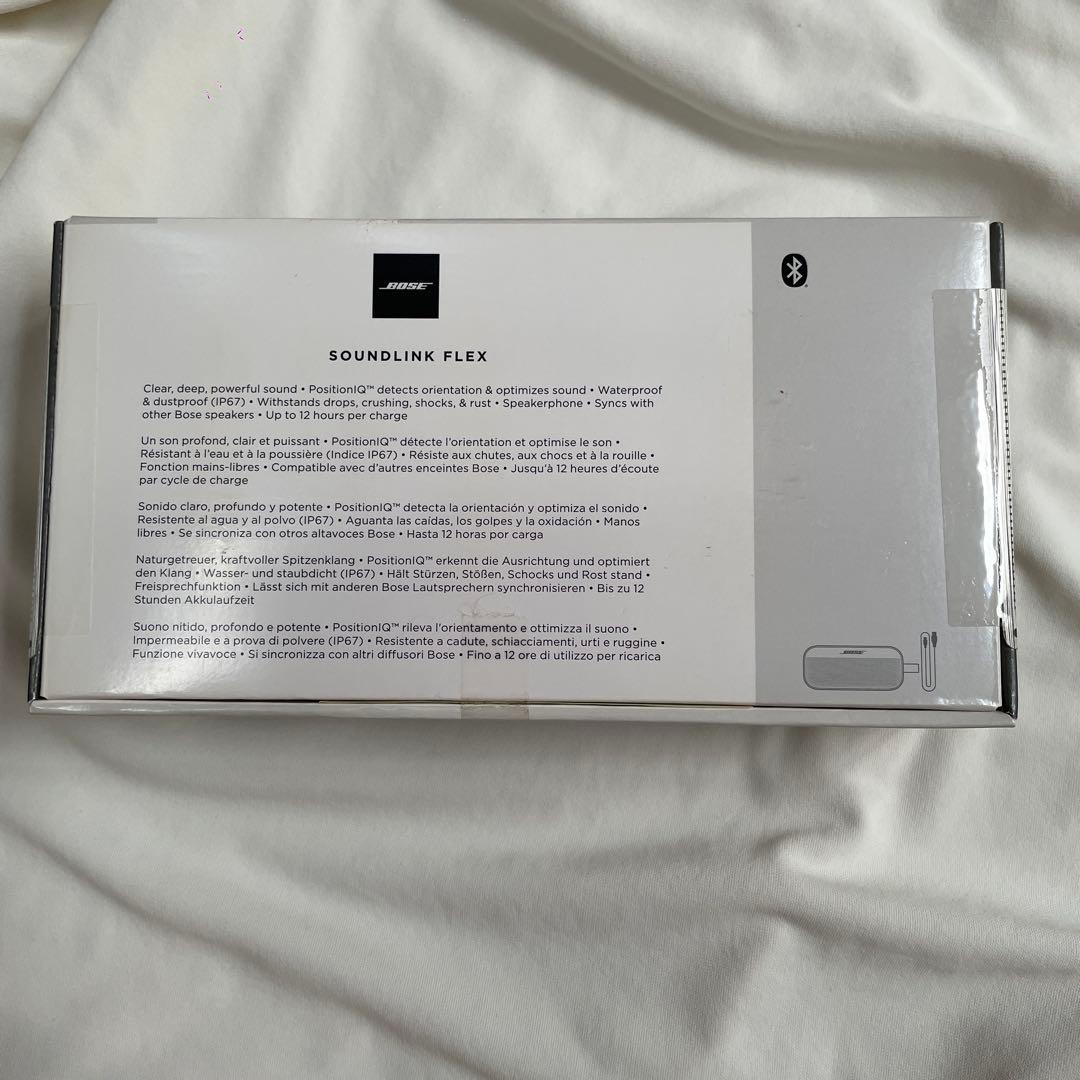 BOSE
SOUNDLINK FLEX
Clear, deep, powerful sound • PositionIQ™ detects orientation & optimizes sound • Waterproof
& dustproof (IP67) • Withstands drops, crushing, shocks, & rust • Speakerphone • Syncs with
other Bose speakers • Up to 12 hours per charge
Un son profond, clair et puissant • PositionIQ™ détecte l'orientation et optimise le son •
Résistant à l'eau et à la poussière (Indice IP67) • Résiste aux chutes, aux chocs et à la rouille •
Fonction mains-libres • Compatible avec d'autres enceintes Bose • Jusqu'à 12 heures d'écoute
par cycle de charge
Sonido claro, profundo y potente • PositionIQ™ detecta la orientación y optimiza el sonido •
Resistente al agua y al polvo (IP67) • Aguanta las caídas, los golpes y la oxidación • Manos
libres • Se sincroniza con otros altavoces Bose • Hasta 12 horas por carga
Naturgetreuer, kraftvoller Spitzenklang • PositionIQ™ erkennt die Ausrichtung und optimiert
den Klang • Wasser- und staubdicht (IP67) • Hält Stürzen, Stößen, Schocks und Rost stand •
Freisprechfunktion • Lässt sich mit anderen Bose Lautsprechern synchronisieren • Bis zu 12
Stunden Akkulaufzeit
Suono nitido, profondo e potente • PositionIQ™ rileva l'orientamento e ottimizza il suono •
Impermeabile e a prova di polvere (IP67) • Resistente a cadute, schiacciamenti, urti e ruggine •
Funzione vivavoce • Si sincronizza con altri diffusori Bose • Fino a 12 ore di utilizzo per ricarica
BOSE